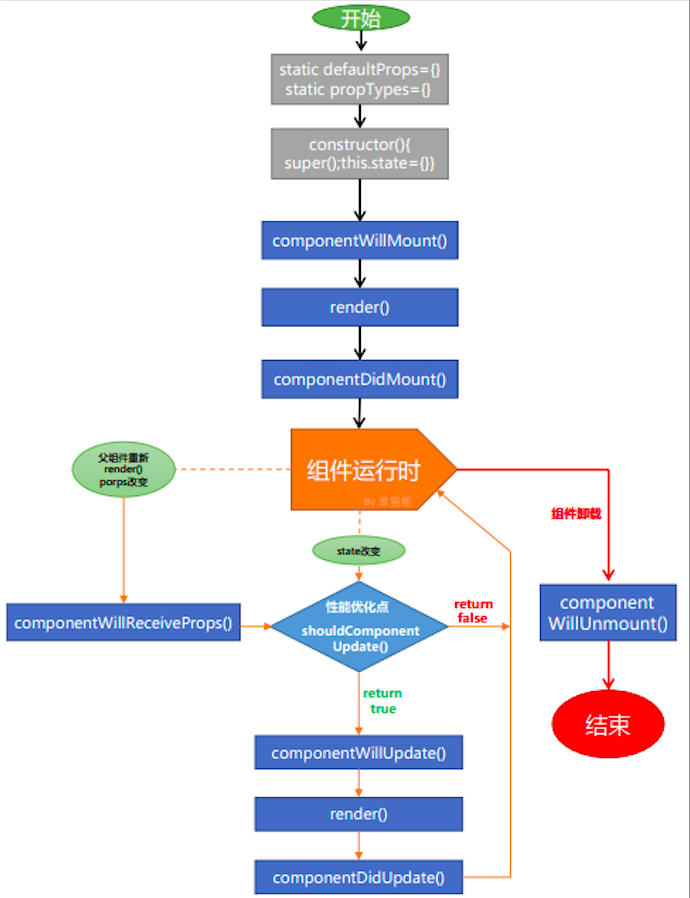 开始
static defaultProps={}
static propTypes={}
constructor(){
super();this.state={}}
componentWillMount()
render()
componentDidMount()
组件运行时
By 单里斯
父组件重新
render()
porps改变
组件卸载
state改变
componentWillReceiveProps()
性能优化点
shouldComponent
Update()
return
false
component
WillUnmount()
return
true
结束
componentWillUpdate()
render()
componentDidUpdate()